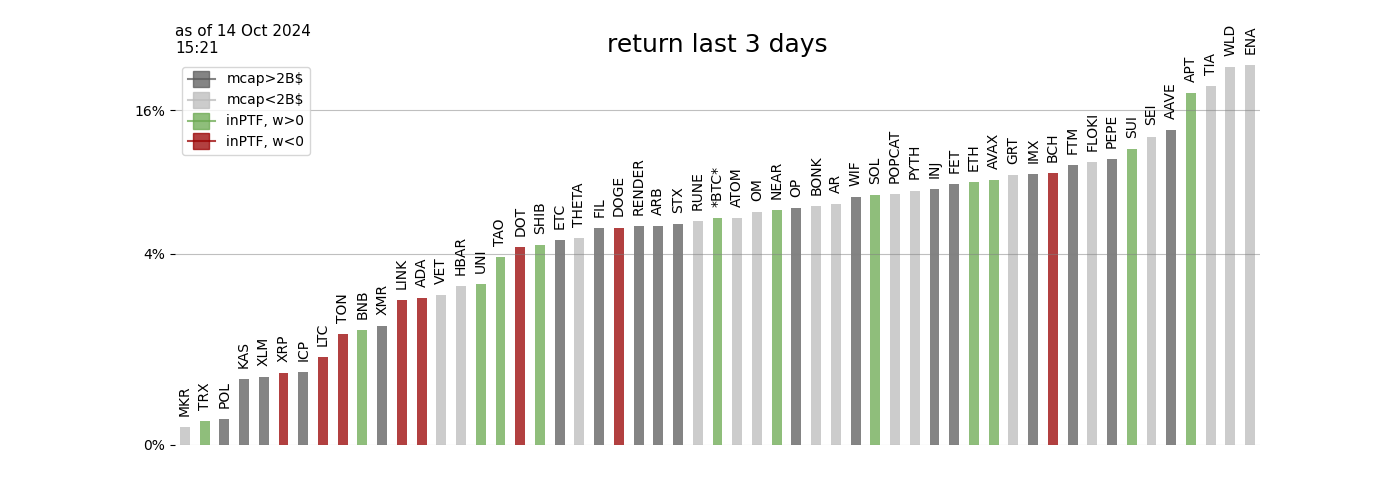 as of 14 Oct 2024
15:21
return last 3 days
mcap>2B$
mcap<2B$
inPTF, w>0
inPTF, w<0
16%
4%
0%
MKR
TRX
POL
KAS
XLM
XRP
ICP
LTC
TON
BNB
XMR
LINK
ADA
VET
HBAR
UNI
TAO
DOT
SHIB
ETC
THETA
FIL
DOGE
RENDER
ARB
STX
RUNE
*BTC*
ATOM
OM
NEAR
OP
BONK
AR
WIF
SOL
POPCAT
PYTH
INJ
FET
ETH
AVAX
GRT
IMX
BCH
FTM
FLOKI
PEPE
SUI
SEI
AAVE
APT
TIA
WLD
ENA